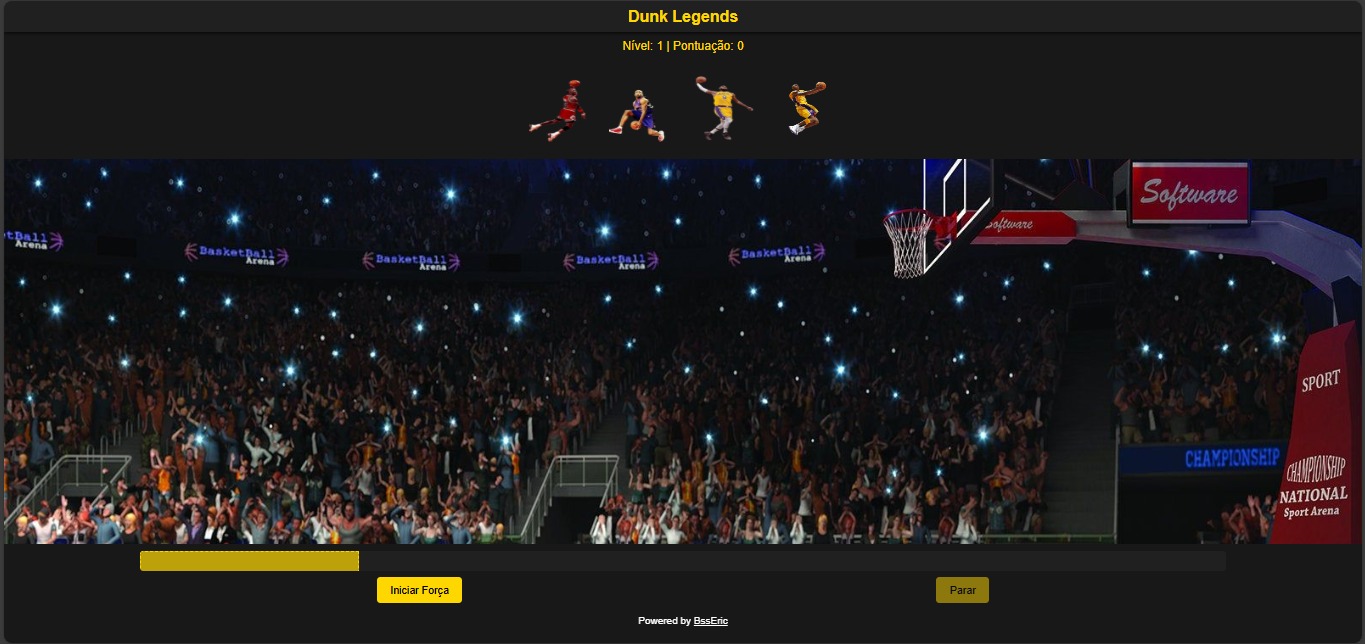 Dunk Legends
Nível: 1 | Pontuação: 0
Software
Software
tBall
Arena
BasketBall
Arena
BasketBall
Arena
BasketBall
Arena
BasketBall
Arena
SPORT
CHAMPIONSHIP
CHAMPIONSHIP
NATIONAL
Sport Arena
Iniciar Força
Parar
Powered by BssEric